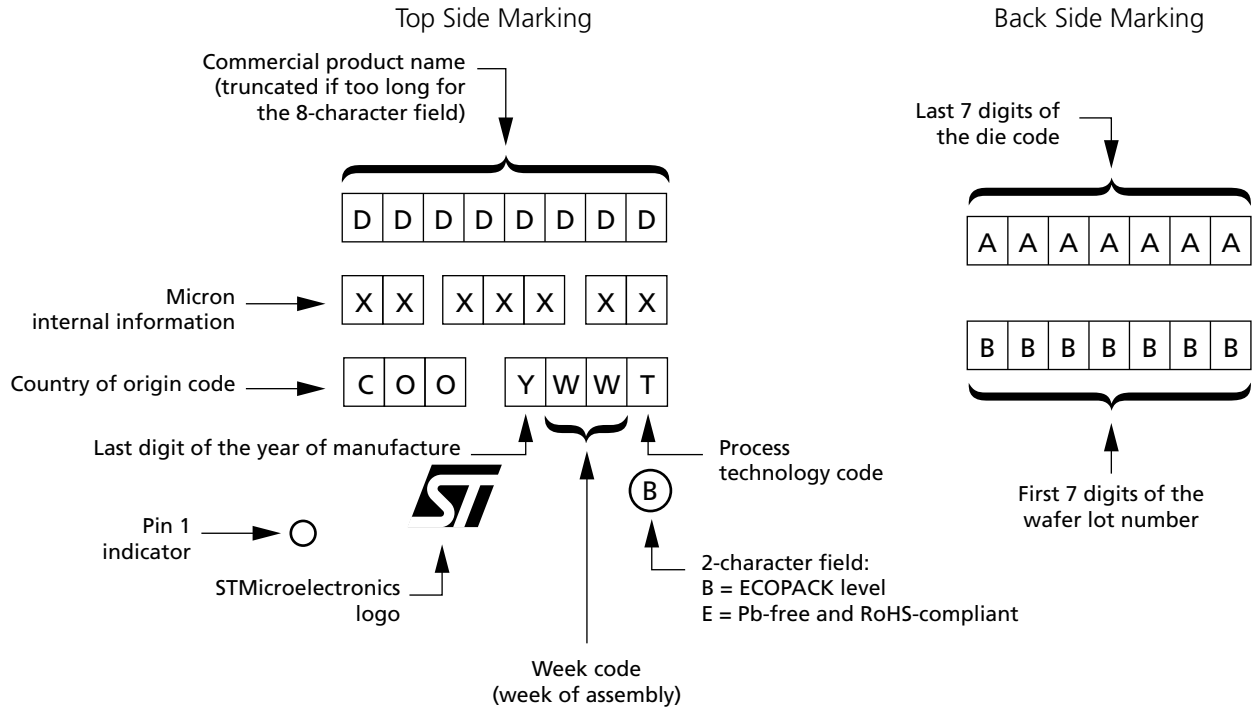 Top Side Marking
Back Side Marking
Commercial product name
(truncated if too long for
the 8-character field)
Last 7 digits of
the die code
D D D D D D D D
A A A A A A A
Micron
internal information
X X X X X X X
B B B B B B B
Country of origin code
C O O Y W W T
Last digit of the year of manufacture
Process
technology code
ST
B
First 7 digits of the
wafer lot number
Pin 1
indicator
STMicroelectronics
logo
2-character field:
B = ECOPACK level
E = Pb-free and RoHS-compliant
Week code
(week of assembly)